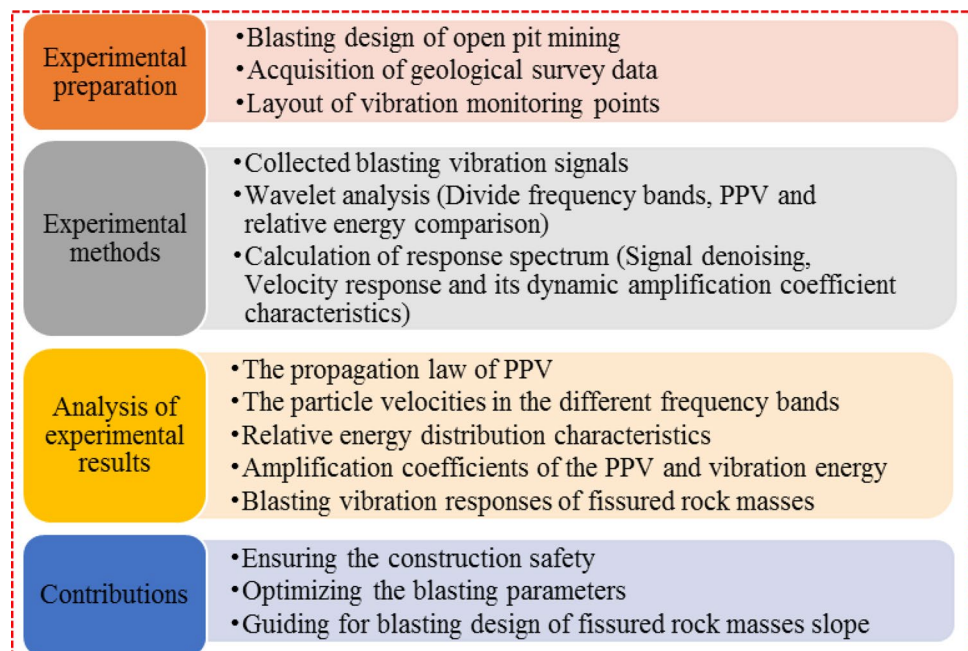 Experimental
preparation
•Blasting design of open pit mining
•Acquisition of geological survey data
•Layout of vibration monitoring points
Experimental
methods
•Collected blasting vibration signals
•Wavelet analysis (Divide frequency bands, PPV and
relative energy comparison)
•Calculation of response spectrum (Signal denoising,
Velocity response and its dynamic amplification coefficient
characteristics)
Analysis of
experimental
results
•The propagation law of PPV
•The particle velocities in the different frequency bands
•Relative energy distribution characteristics
•Amplification coefficients of the PPV and vibration energy
•Blasting vibration responses of fissured rock masses
Contributions
•Ensuring the construction safety
•Optimizing the blasting parameters
•Guiding for blasting design of fissured rock masses slope